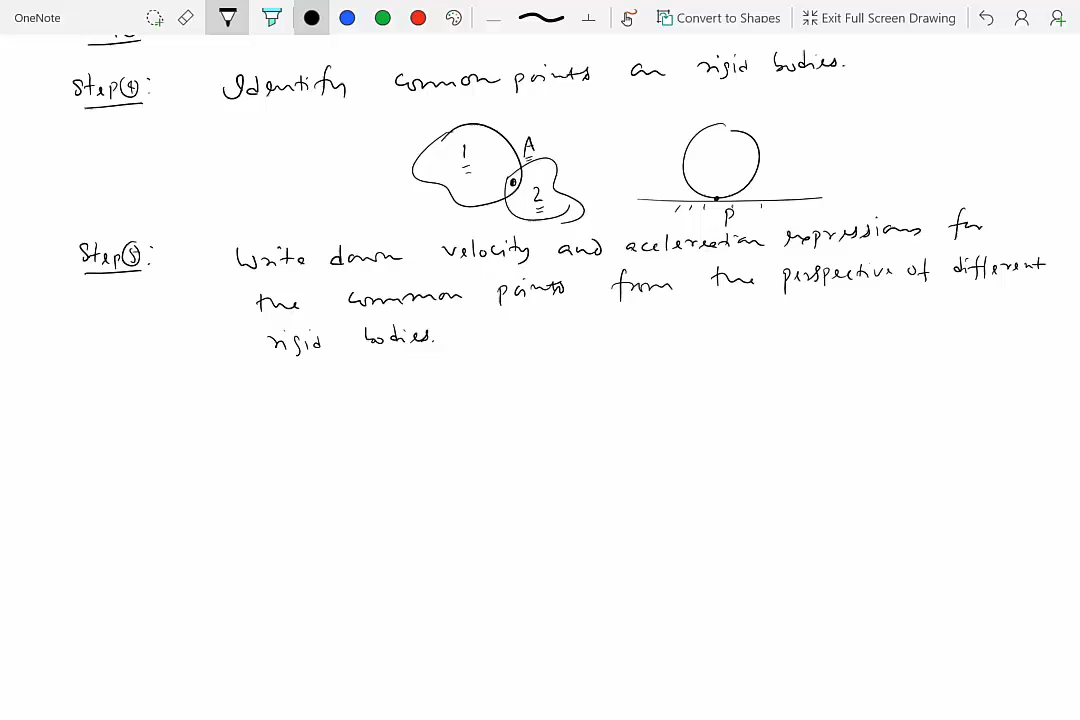 OneNote
Convert to Shapes
Exit Full Screen Drawing
Step(4): Identify common points on rigid bodies.
1
A
2
P
Step(5): Write down velocity and aceleration expressions for
the common points from the perspective of different
rigid bodies.